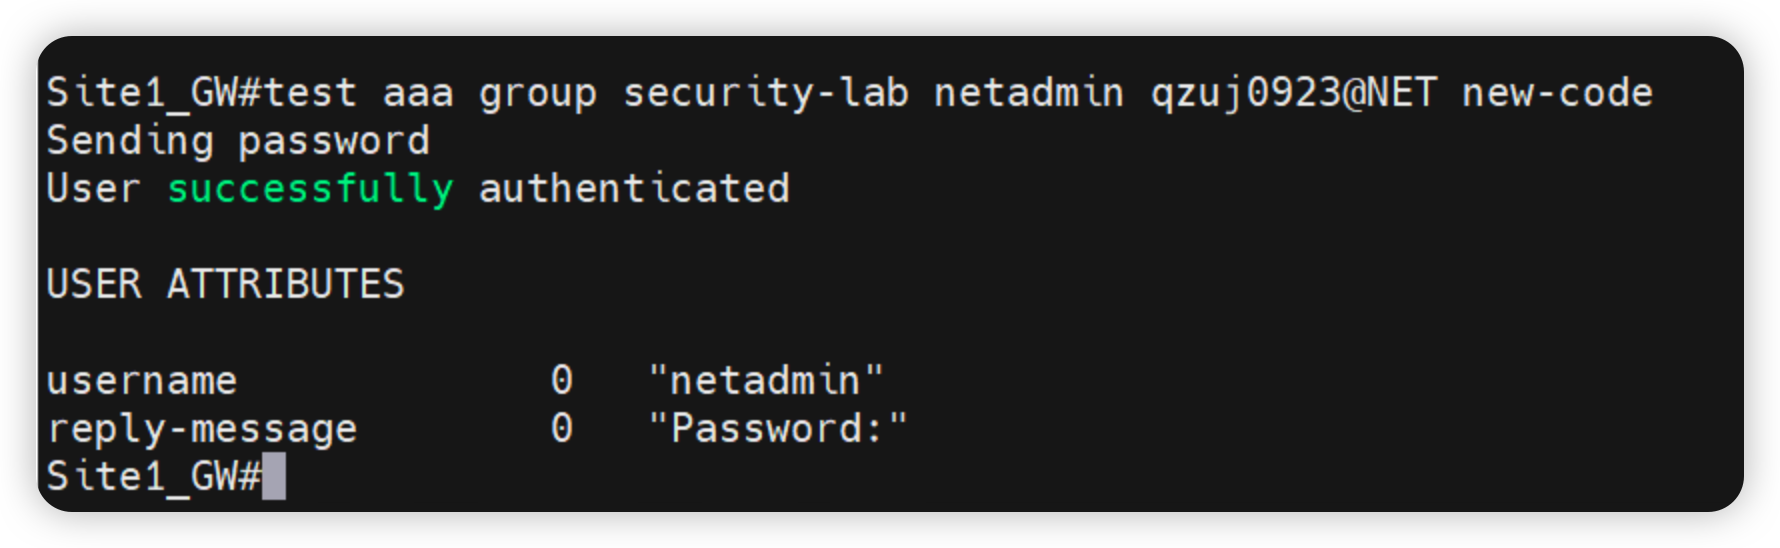 Site1_GW#test aaa group security-lab netadmin qzuj0923@NET new-code
Sending password
User successfully authenticated
USER ATTRIBUTES
username 0 "netadmin"
reply-message 0 "Password:"
Site1_GW#